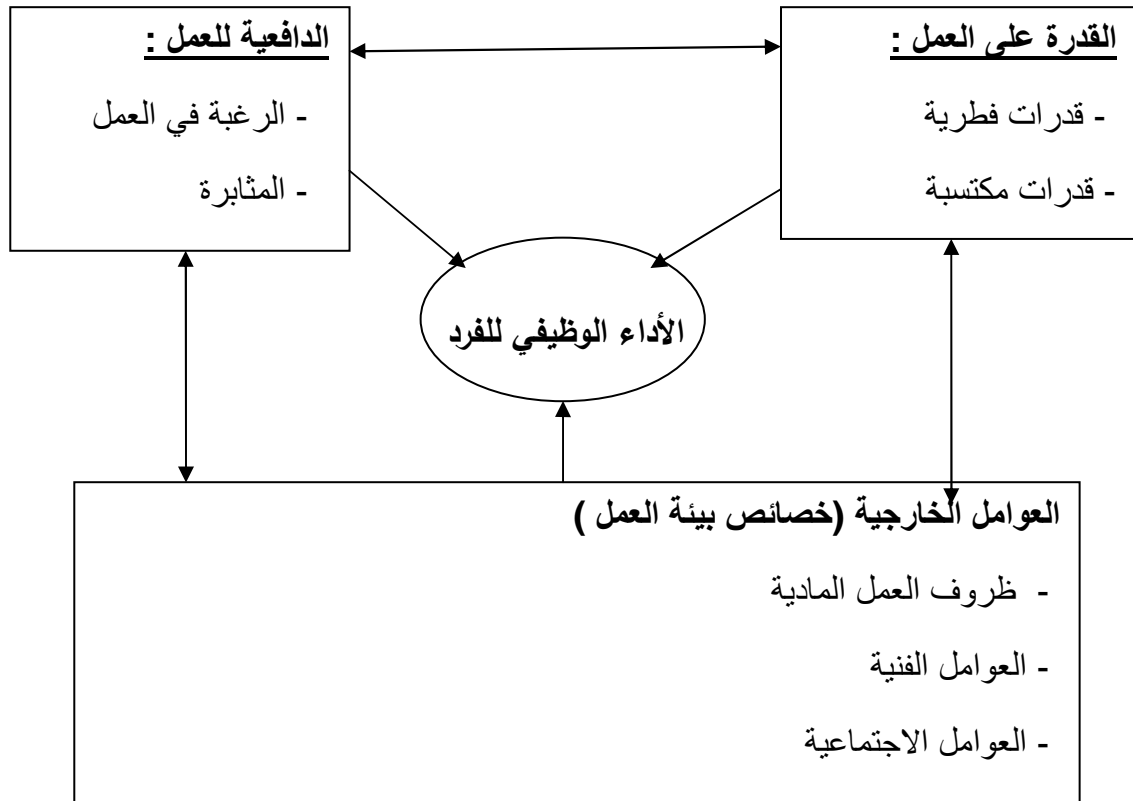 القدرة على العمل :
- قدرات فطرية
- قدرات مكتسبة
الدافعية للعمل :
- الرغبة في العمل
- المثابرة
الأداء الوظيفي للفرد
العوامل الخارجية (خصائص بيئة العمل )
- ظروف العمل المادية
- العوامل الفنية
- العوامل الاجتماعية